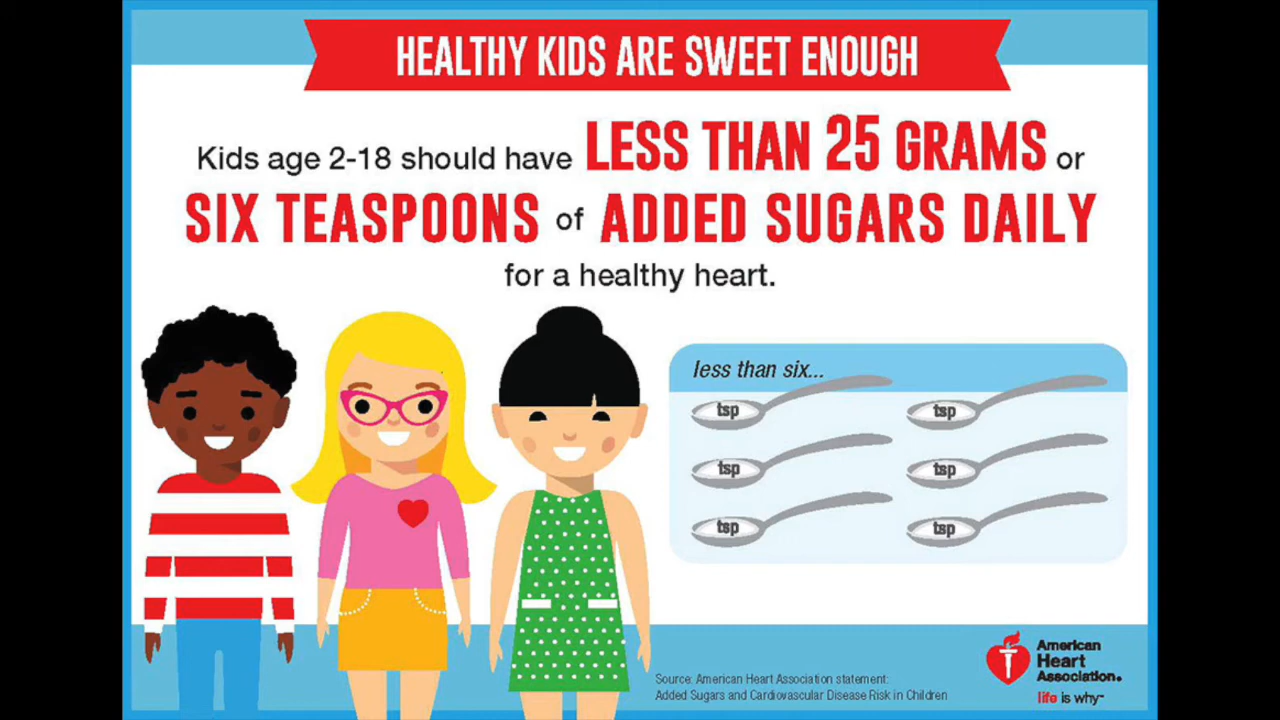 HEALTHY KIDS ARE SWEET ENOUGH
Kids age 2-18 should have LESS THAN 25 GRAMS or
SIX TEASPOONS of ADDED SUGARS DAILY
for a healthy heart.
less than six...
tsp tsp
tsp tsp
tsp tsp
Source: American Heart Association statement:
Added Sugars and Cardiovascular Disease Risk in Children
American
Heart
Association®
life is why™